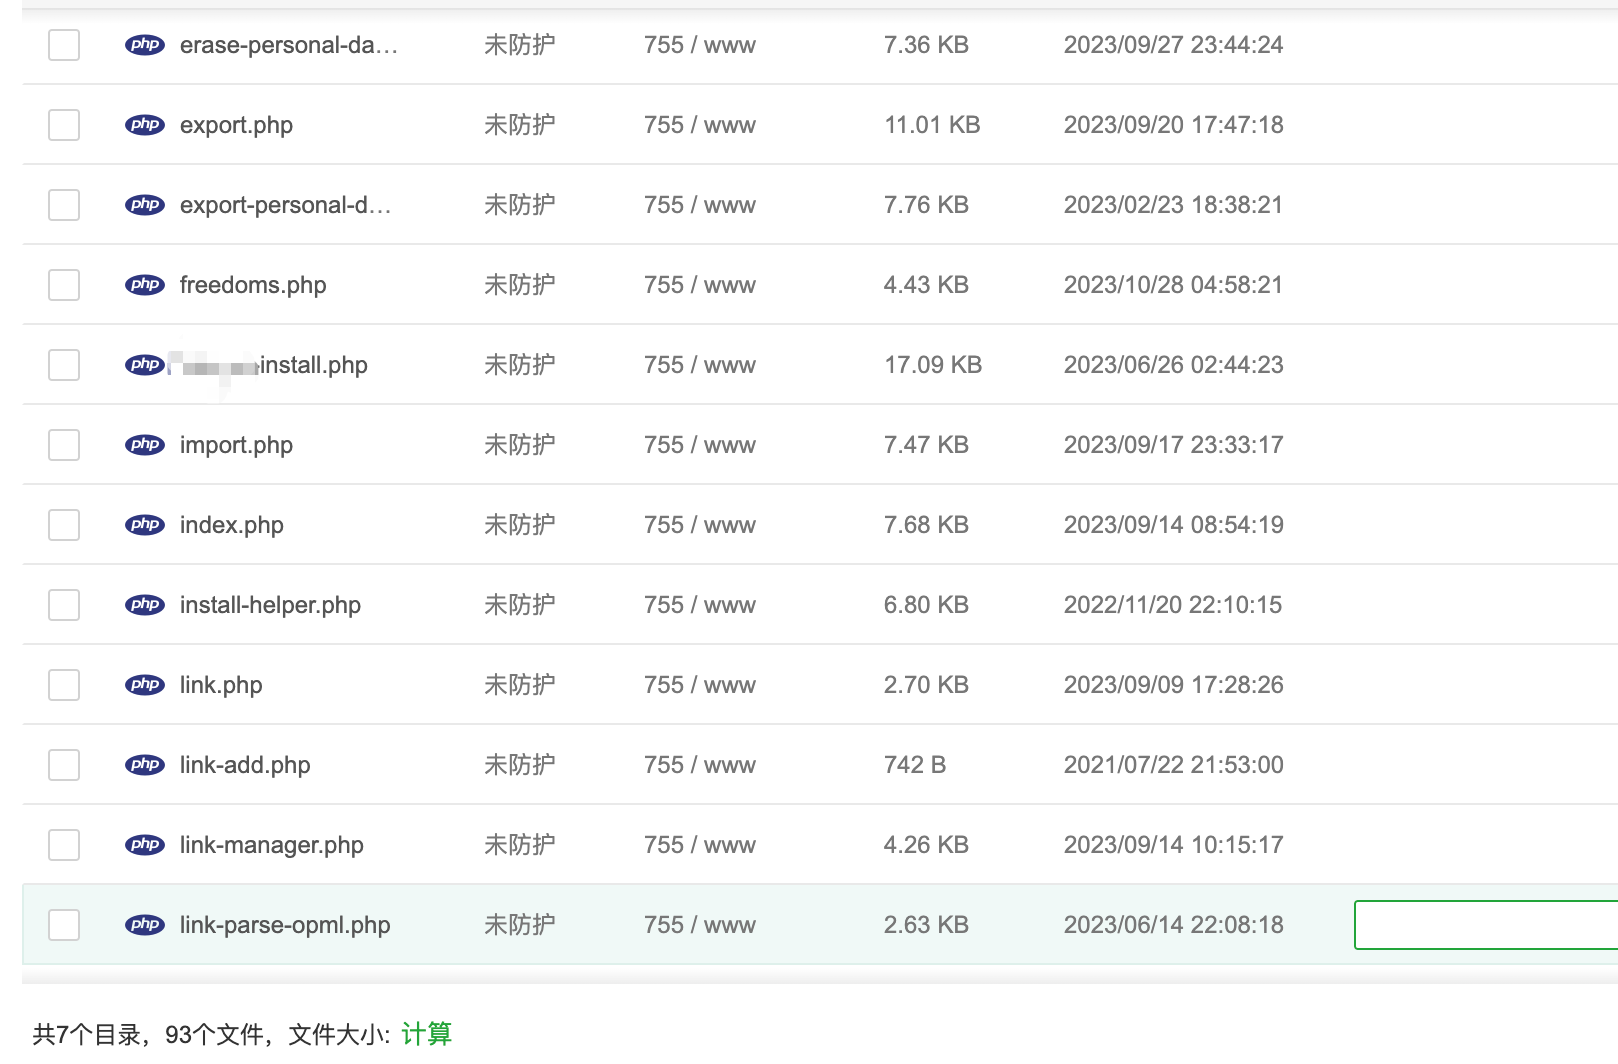 php erase-personal-da... 未防护 755 / www 7.36 KB 2023/09/27 23:44:24
php export.php 未防护 755 / www 11.01 KB 2023/09/20 17:47:18
php export-personal-d... 未防护 755 / www 7.76 KB 2023/02/23 18:38:21
php freedoms.php 未防护 755 / www 4.43 KB 2023/10/28 04:58:21
php install.php 未防护 755 / www 17.09 KB 2023/06/26 02:44:23
php import.php 未防护 755 / www 7.47 KB 2023/09/17 23:33:17
php index.php 未防护 755 / www 7.68 KB 2023/09/14 08:54:19
php install-helper.php 未防护 755 / www 6.80 KB 2022/11/20 22:10:15
php link.php 未防护 755 / www 2.70 KB 2023/09/09 17:28:26
php link-add.php 未防护 755 / www 742 B 2021/07/22 21:53:00
php link-manager.php 未防护 755 / www 4.26 KB 2023/09/14 10:15:17
php link-parse-opml.php 未防护 755 / www 2.63 KB 2023/06/14 22:08:18
共7个目录，93个文件，文件大小: 计算